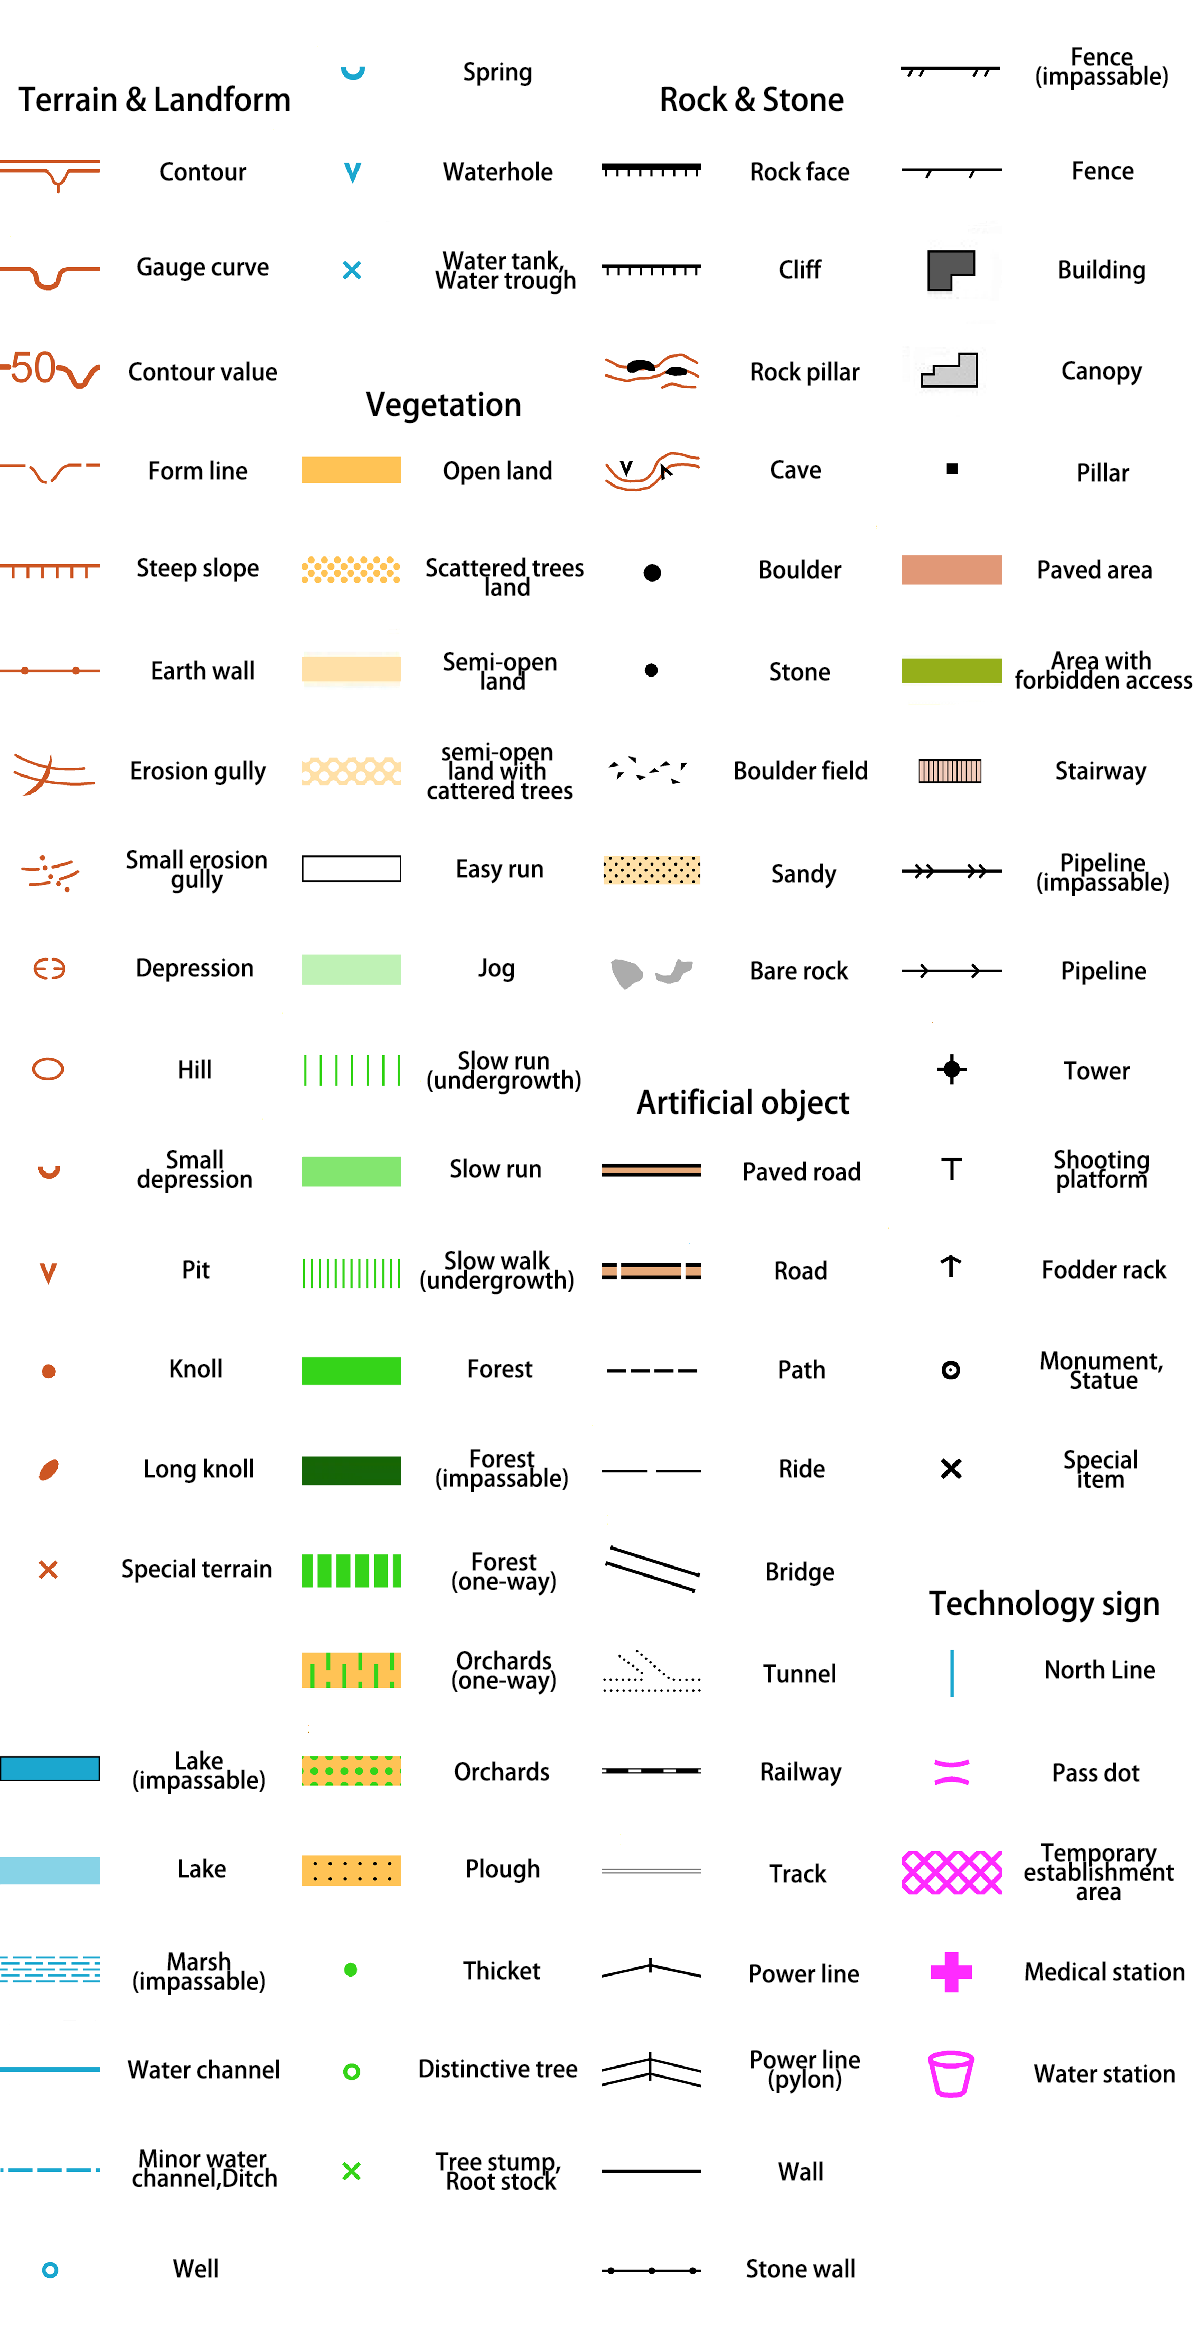 Terrain & Landform
Contour
Gauge curve
50
Contour value
Form line
Steep slope
Earth wall
Erosion gully
Small erosion
gully
Depression
Hill
Small
depression
Pit
Knoll
Long knoll
Special terrain
Lake
(impassable)
Lake
Marsh
(impassable)
Water channel
Minor water
channel,Ditch
Well
Spring
Waterhole
Water tank,
Water trough
Vegetation
Open land
Scattered trees
land
Semi-open
land
semi-open
land with
cattered trees
Easy run
Jog
Slow run
(undergrowth)
Slow run
Slow walk
(undergrowth)
Forest
Forest
(impassable)
Forest
(one-way)
Orchards
(one-way)
Orchards
Plough
Thicket
Distinctive tree
Tree stump,
Root stock
Rock & Stone
Rock face
Cliff
Rock pillar
Cave
Boulder
Stone
Boulder field
Sandy
Bare rock
Artificial object
Paved road
Road
Path
Ride
Bridge
Tunnel
Railway
Track
Power line
Power line
(pylon)
Wall
Stone wall
Fence
(impassable)
Fence
Building
Canopy
Pillar
Paved area
Area with
forbidden access
Stairway
Pipeline
(impassable)
Pipeline
Tower
Shooting
platform
Fodder rack
Monument,
Statue
Special
item
Technology sign
North Line
Pass dot
Temporary
establishment
area
Medical station
Water station